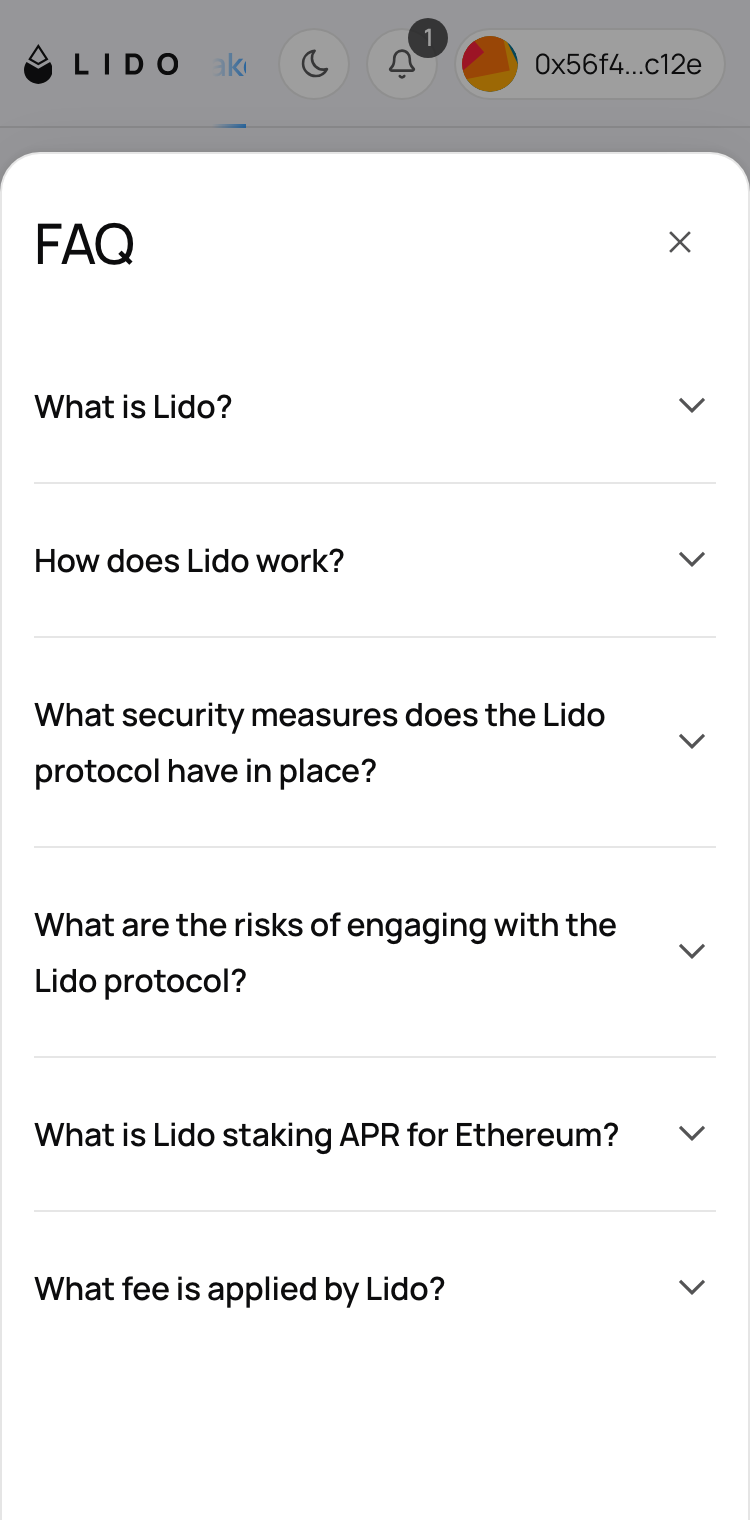 LIDO
1
0x56f4...c12e
FAQ
What is Lido?
How does Lido work?
What security measures does the Lido
protocol have in place?
What are the risks of engaging with the
Lido protocol?
What is Lido staking APR for Ethereum?
What fee is applied by Lido?